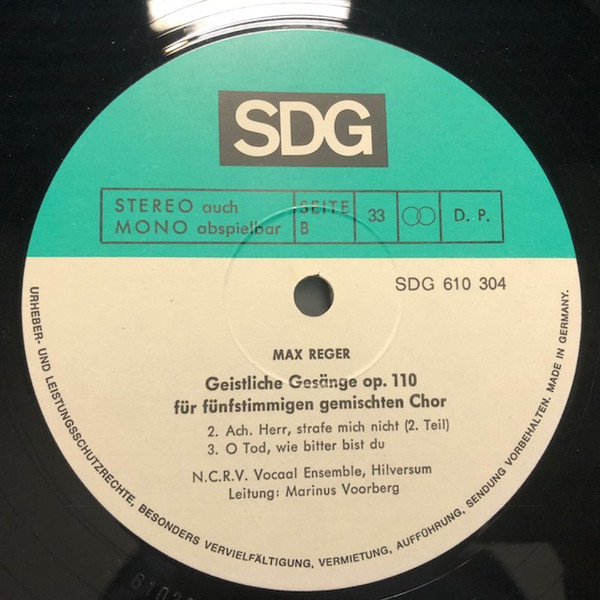 SDG
STEREO auch
MONO abspielbar
SEITE
B
33
D. P.
SDG 610 304
MAX REGER
Geistliche Gesänge op. 110
für fünfstimmigen gemischten Chor
2. Ach. Herr, strafe mich nicht (2. Teil)
3. O Tod, wie bitter bist du
N.C.R.V. Vocaal Ensemble, Hilversum
Leitung: Marinus Voorberg
URHEBER- UND LEISTUNGSSCHUTZRECHTE, BESONDERS VERVIELFÄLTIGUNG, VERMIETUNG, AUFFÜHRUNG, SENDUNG VORBEHALTEN. MADE IN GERMANY.